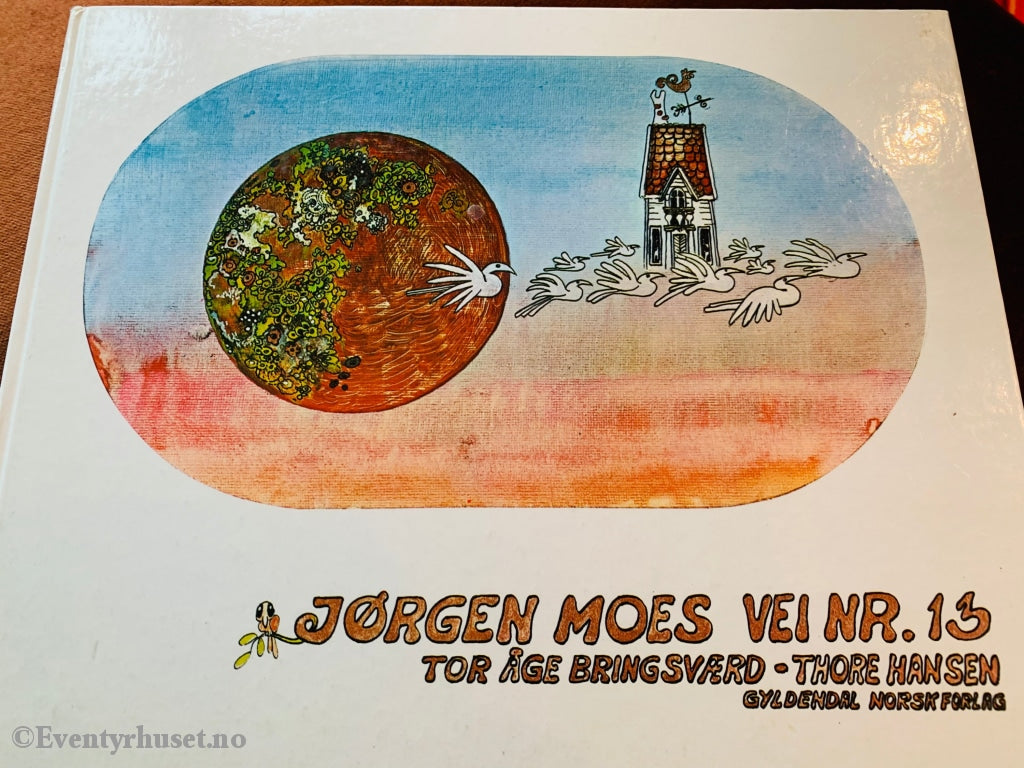 JØRGEN MOES VEI NR. 13
TOR ÅGE BRINGSVÆRD - THORE HANSEN
GYLDENDAL NORSK FORLAG
©Eventyrhuset.no